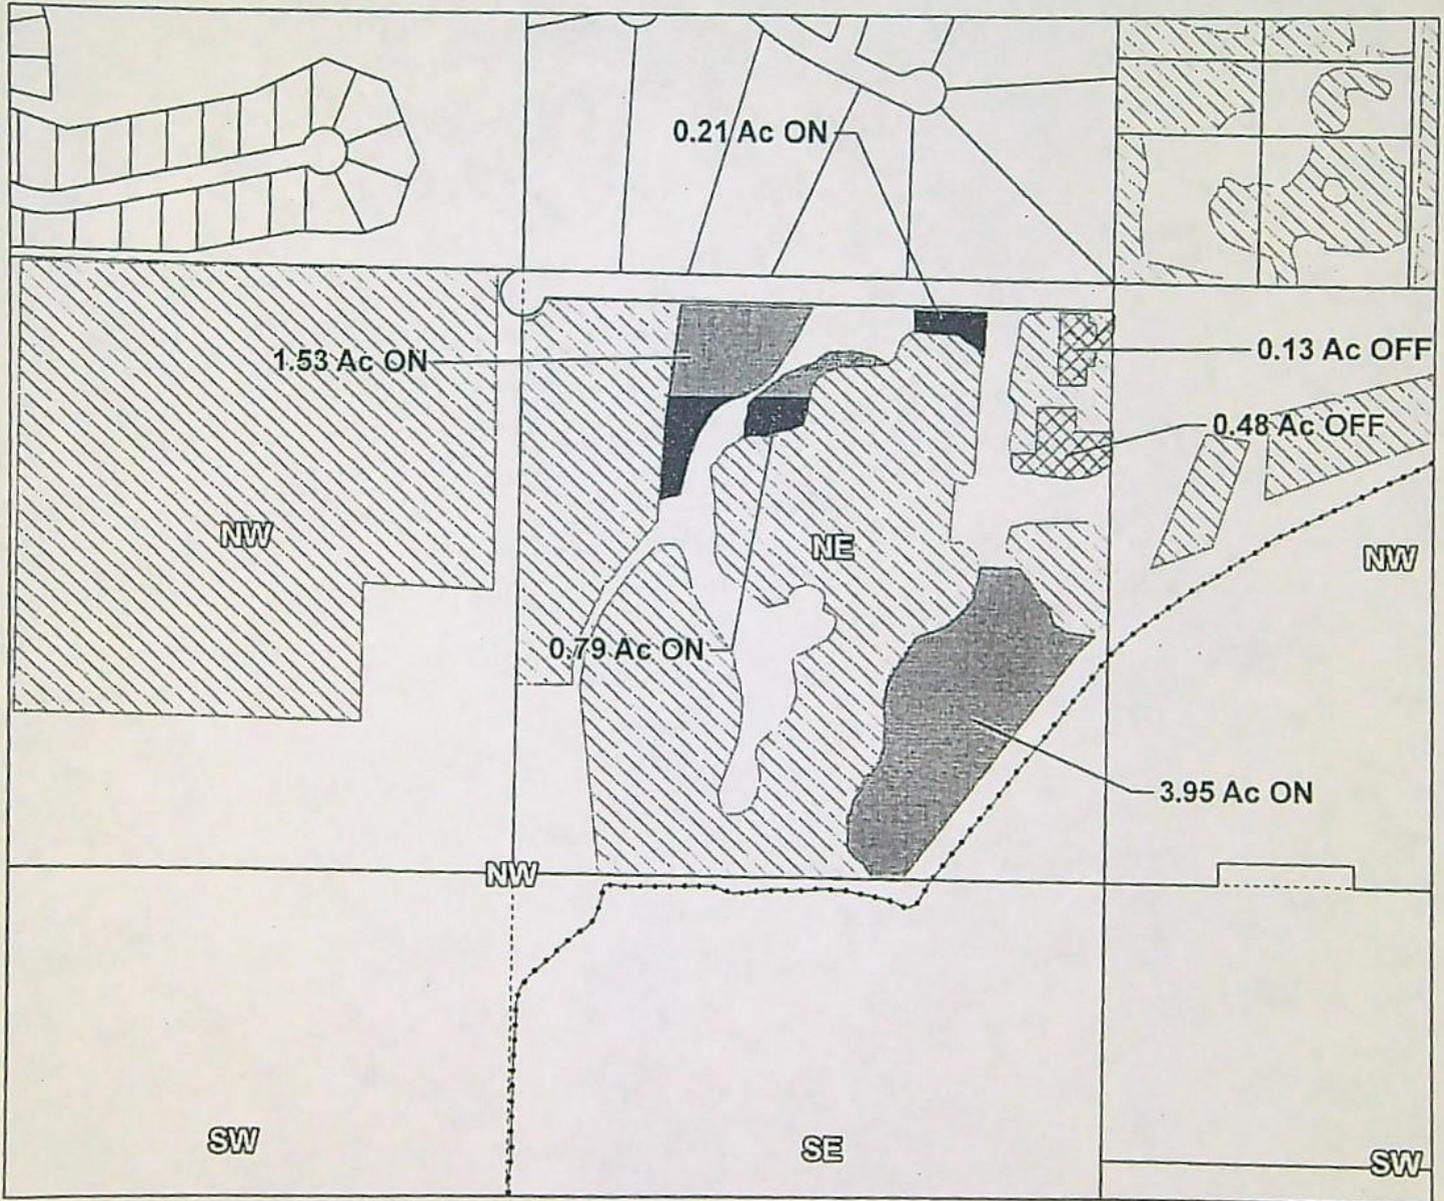 0.21 Ac ON
1.53 Ac ON
0.13 Ac OFF
0.48 Ac OFF
NW
NE
NW
0.79 Ac ON
3.95 Ac ON
NW
SW
SE
SW